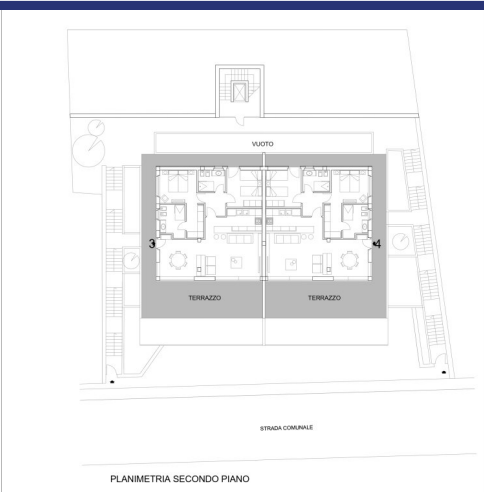 VUOTO
3
4
TERRAZZO
TERRAZZO
STRADA COMUNALE
PLANIMETRIA SECONDO PIANO